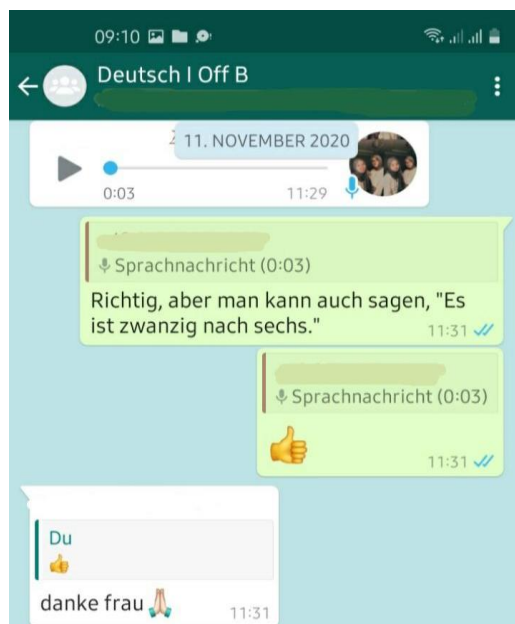 09:10
Deutsch I Off B
11. NOVEMBER 2020
0:03 11:29
Sprachnachricht (0:03)
Richtig, aber man kann auch sagen, "Es
ist zwanzig nach sechs."
11:31
Sprachnachricht (0:03)
👍
11:31
Du
👍
danke frau 🙏🏻
11:31